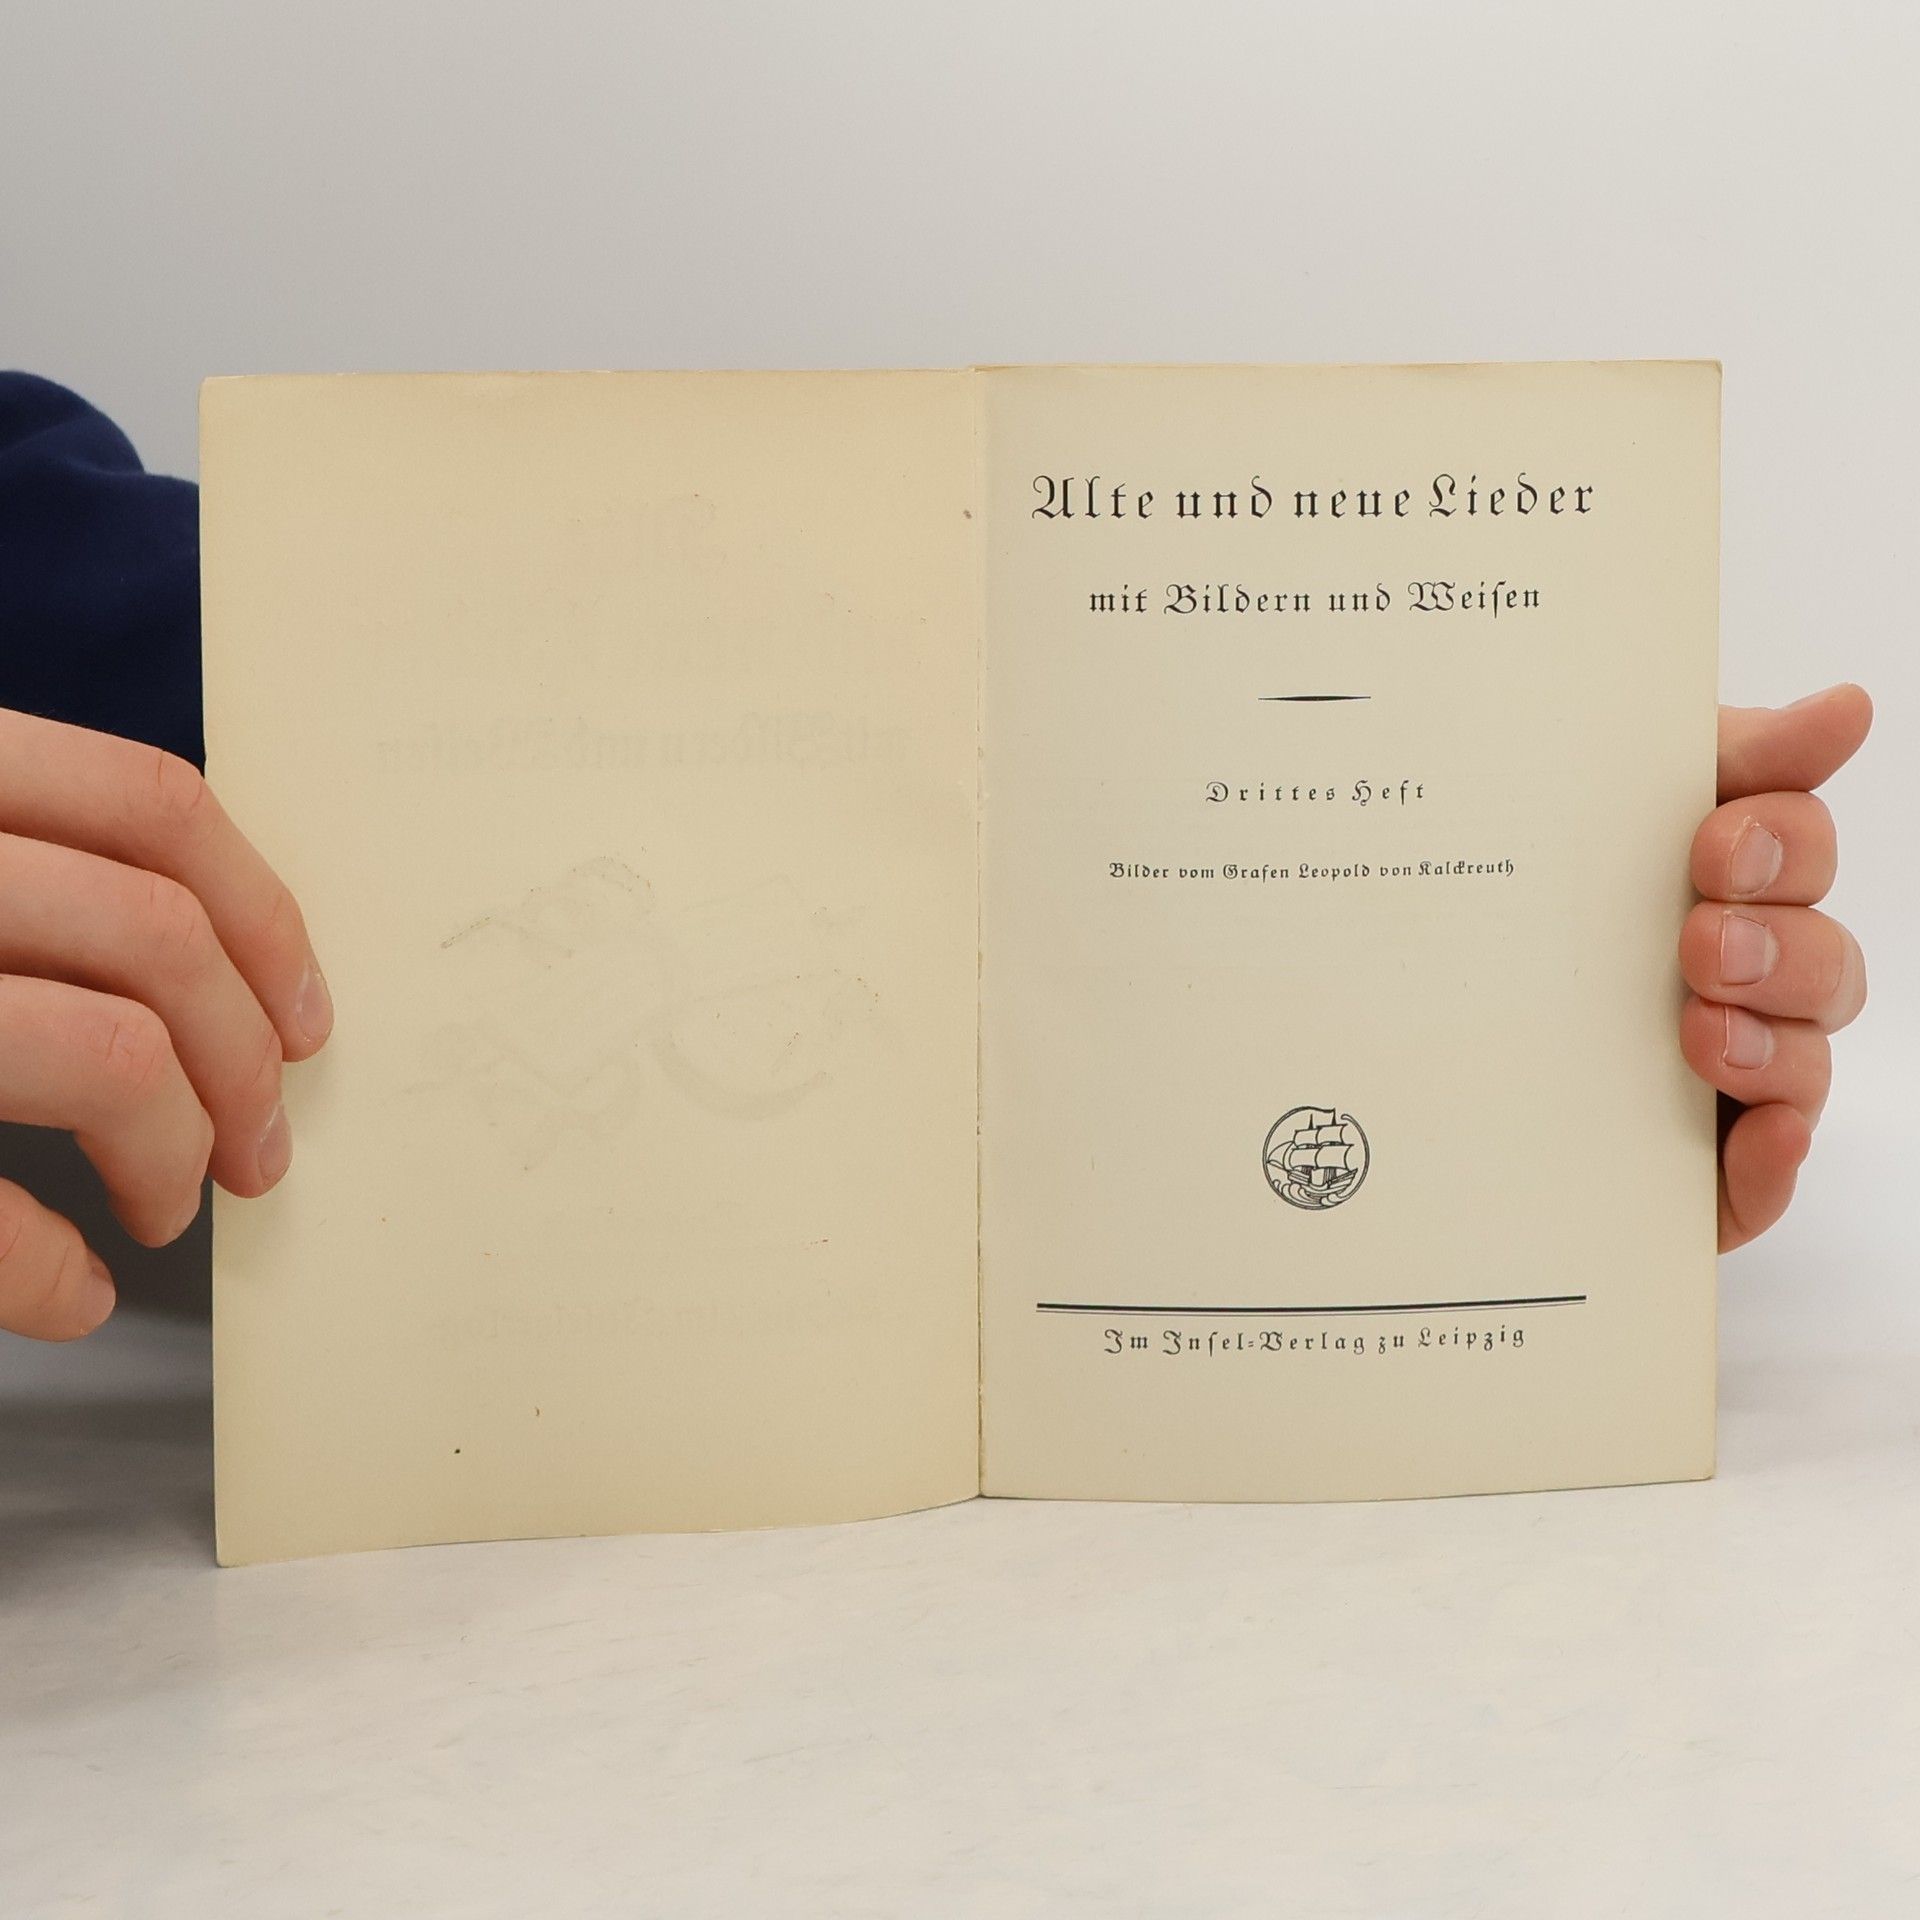 Alte und neue Lieder
mit Bildern und Weiſen
Drittes Heft
Bilder vom Grafen Leopold von Kalckreuth
Im Inſel-Verlag zu Leipzig